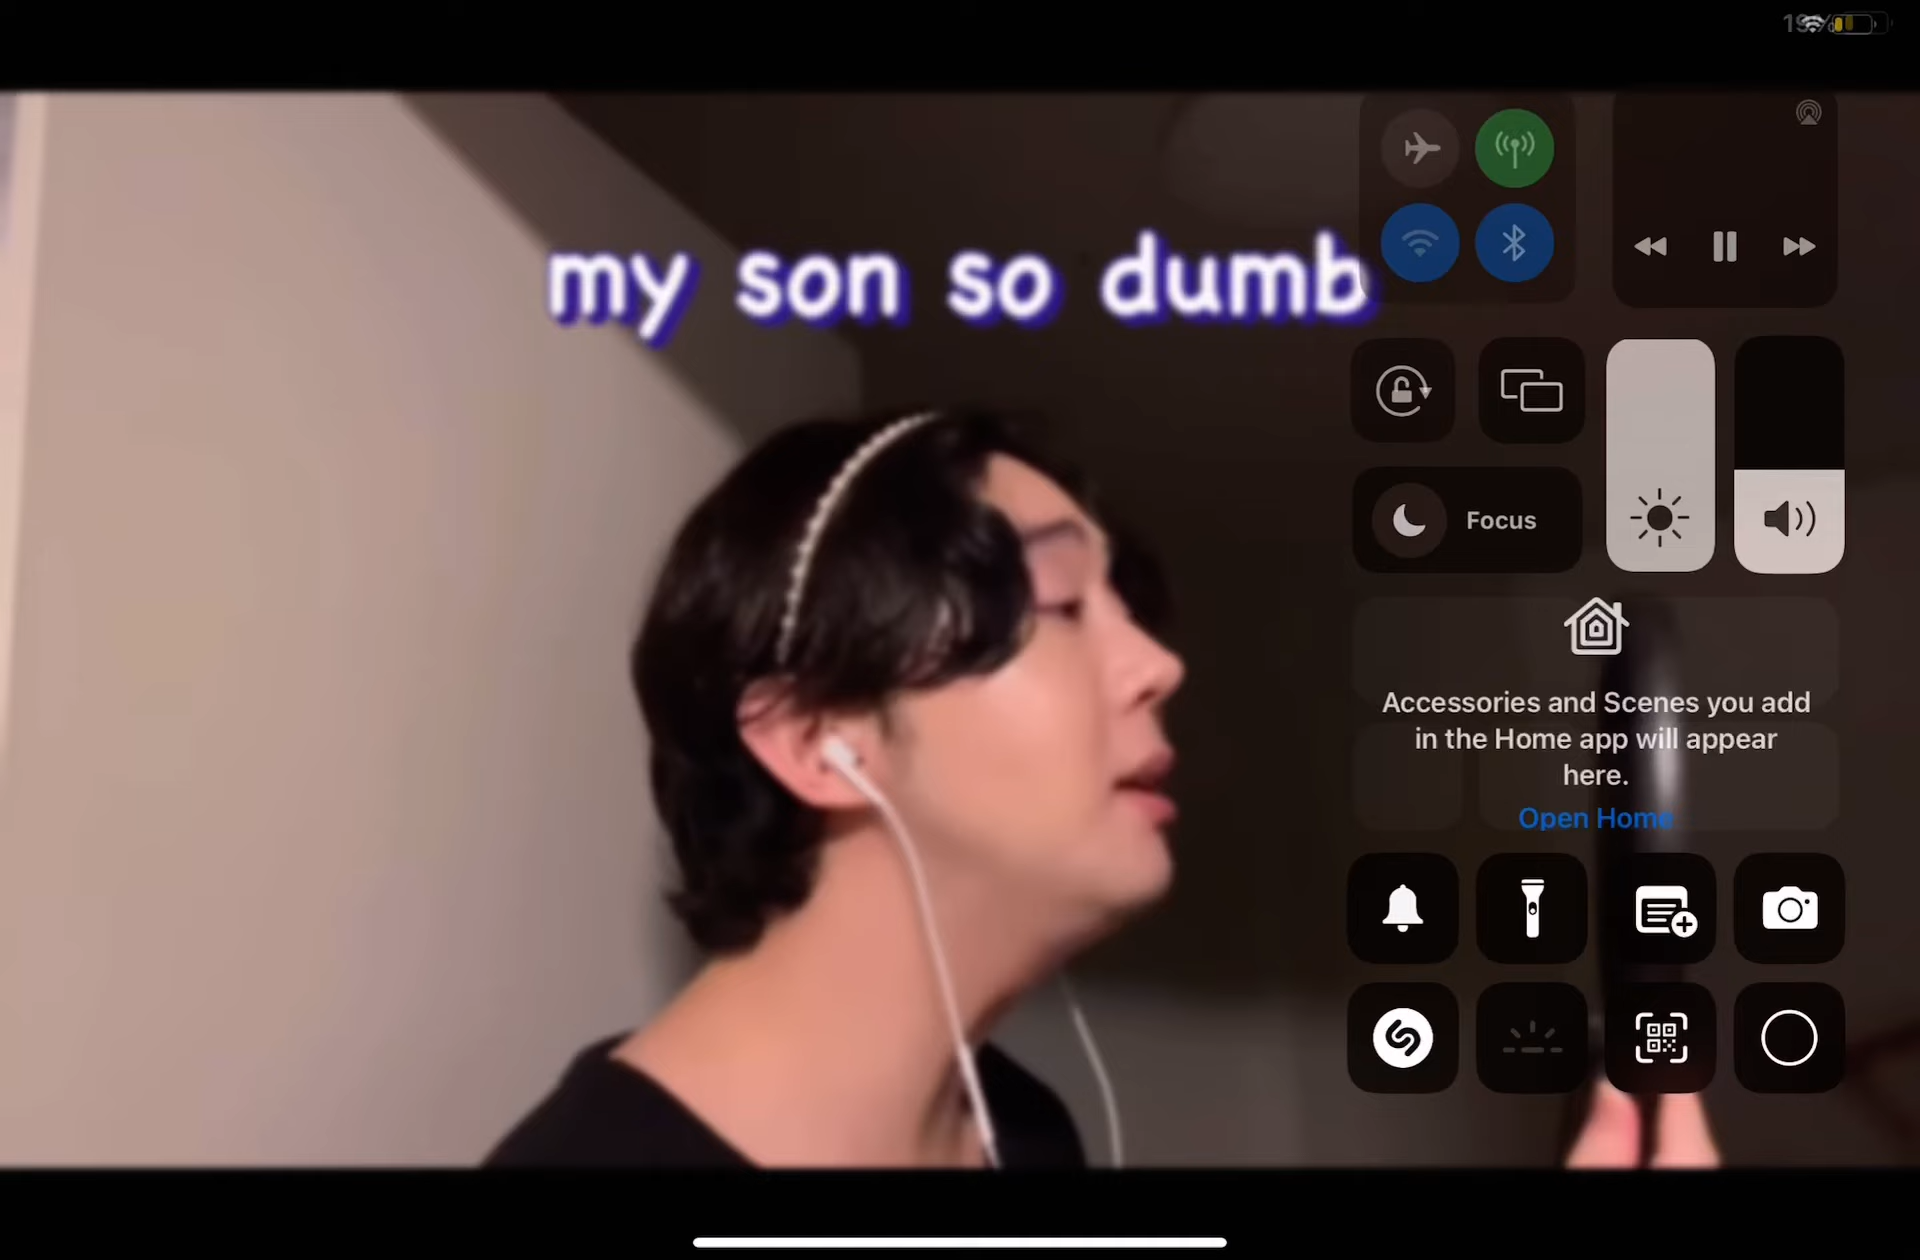 my son so dumb
Focus
Accessories and Scenes you add
in the Home app will appear
here.
Open Home